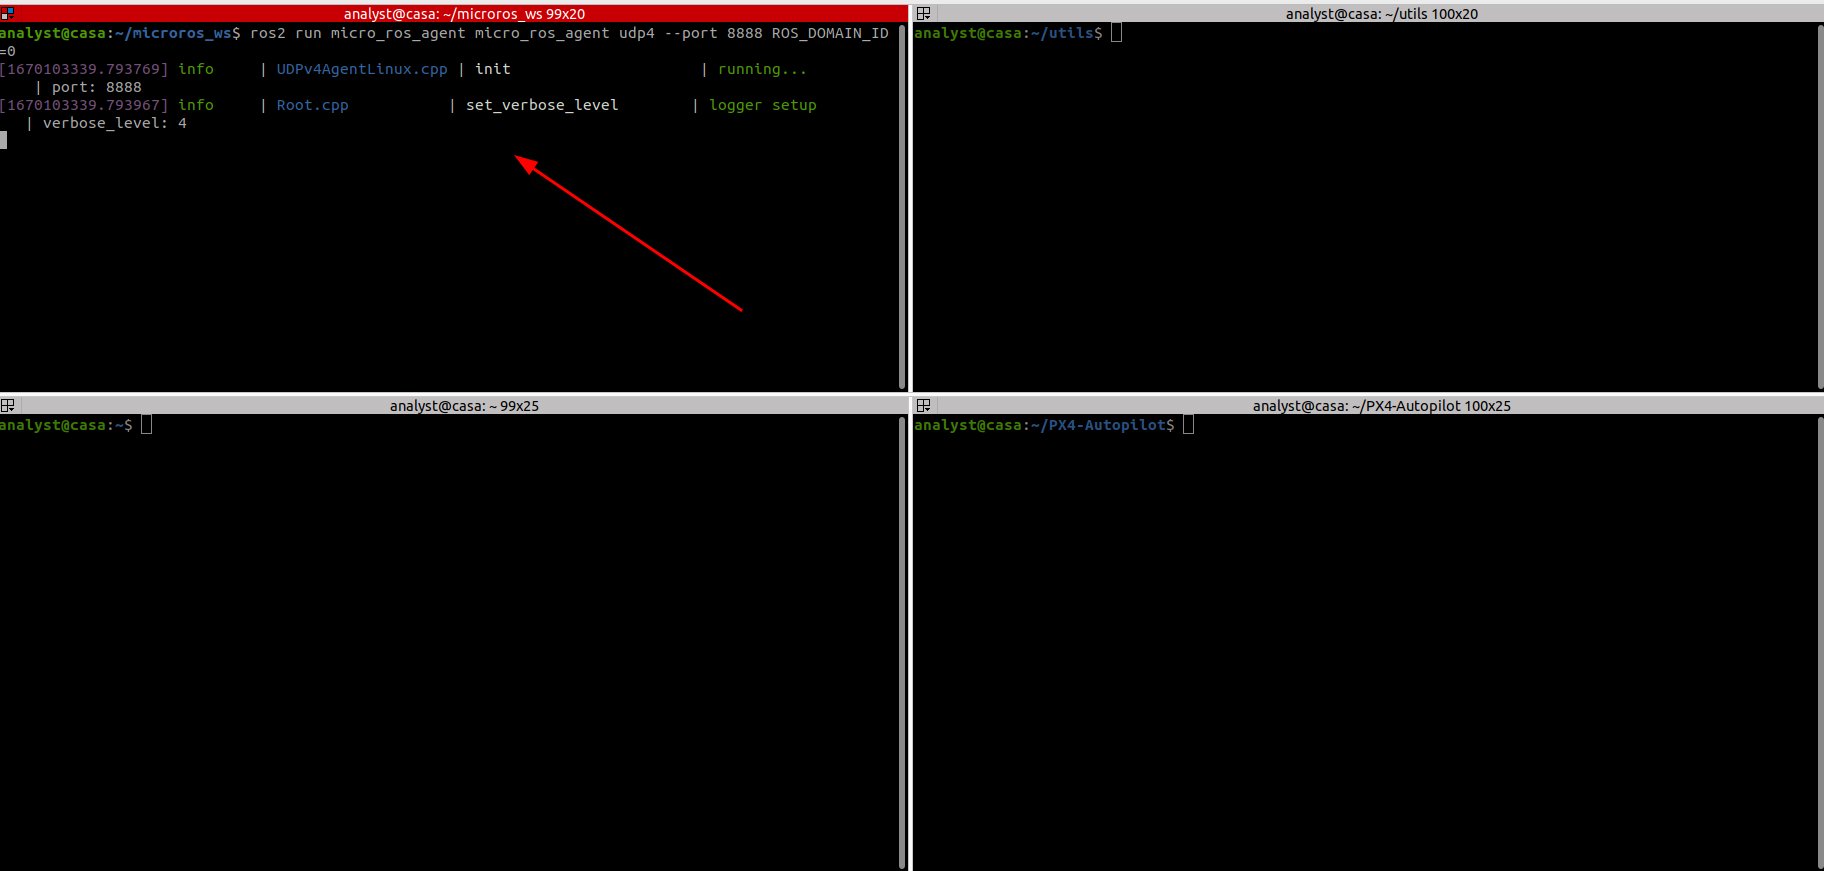 analyst@casa: ~/microros_ws 99x20
analyst@casa:~/microros_ws$ ros2 run micro_ros_agent micro_ros_agent udp4 --port 8888 ROS_DOMAIN_ID
=0
[1670103339.793769] info | UDPv4AgentLinux.cpp | init | running...
| port: 8888
[1670103339.793967] info | Root.cpp | set_verbose_level | logger setup
| verbose_level: 4
analyst@casa: ~/utils 100x20
analyst@casa:~/utils$
analyst@casa: ~ 99x25
analyst@casa:~$
analyst@casa: ~/PX4-Autopilot 100x25
analyst@casa:~/PX4-Autopilot$